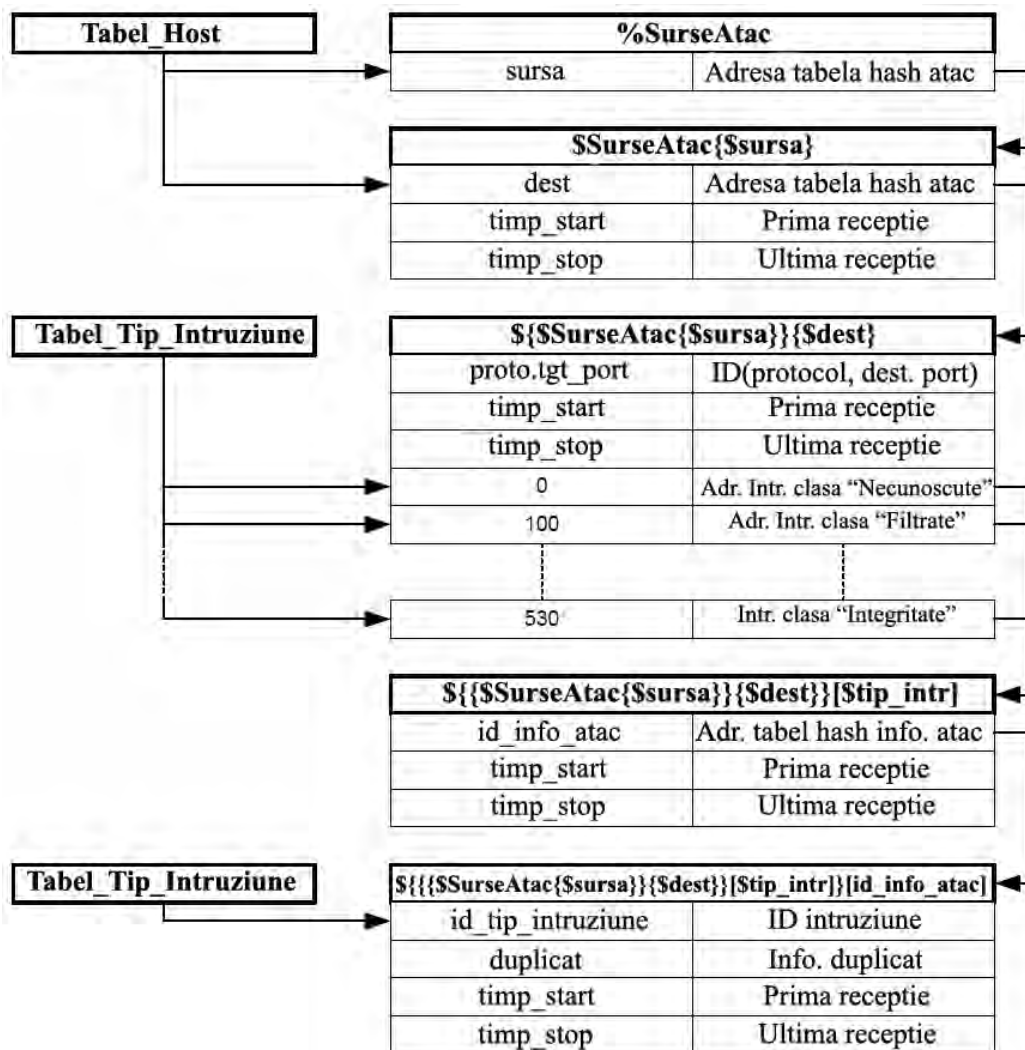 Tabel_Host
%SurseAtac
sursa Adresa tabela hash atac
$SurseAtac{$sursa}
dest Adresa tabela hash atac
timp_start Prima receptie
timp_stop Ultima receptie
Tabel_Tip_Intruziune
${$SurseAtac{$sursa}}{$dest}
proto.tgt_port ID(protocol, dest. port)
timp_start Prima receptie
timp_stop Ultima receptie
0 Adr. Intr. clasa “Necunoscute”
100 Adr. Intr. clasa “Filtrate”
530 Intr. clasa “Integritate”
${{$SurseAtac{$sursa}}{$dest}}[$tip_intr]
id_info_atac Adr. tabel hash info. atac
timp_start Prima receptie
timp_stop Ultima receptie
Tabel_Tip_Intruziune
${{{$SurseAtac{$sursa}}{$dest}}[$tip_intr]}[id_info_atac]
id_tip_intruziune ID intruziune
duplicat Info. duplicat
timp_start Prima receptie
timp_stop Ultima receptie